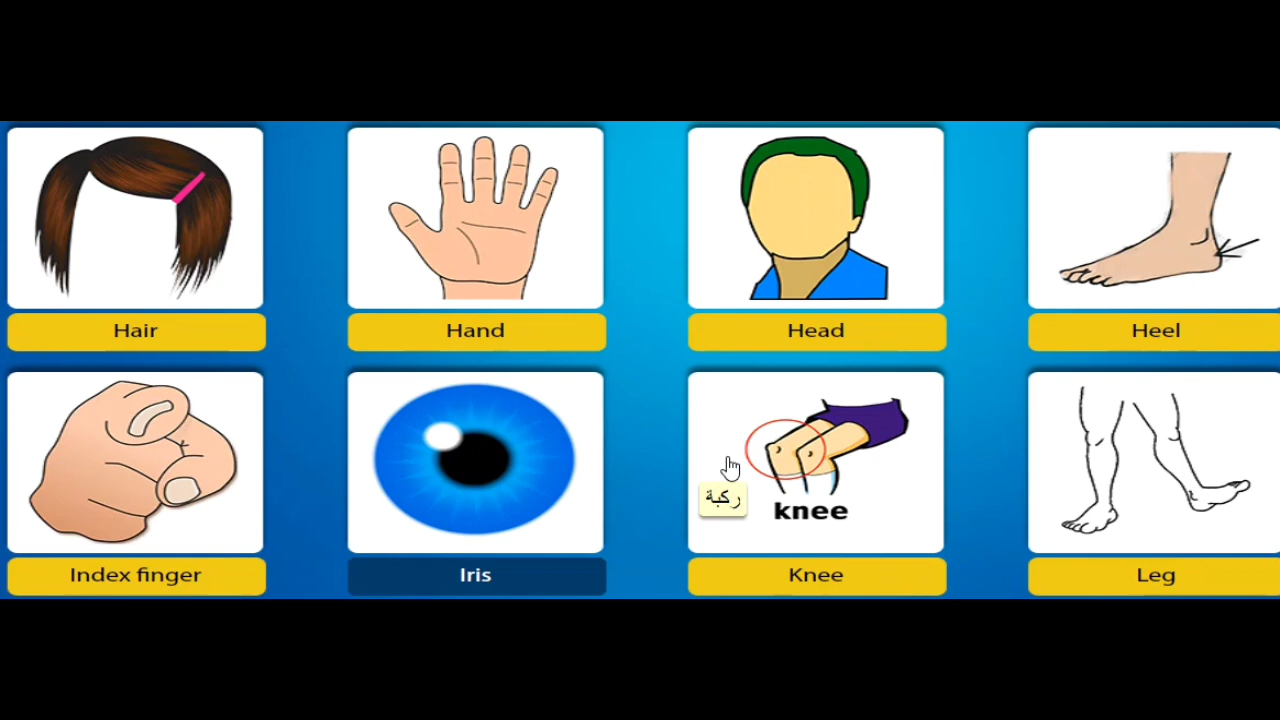 Hair
Hand
Head
Heel
ركبة
knee
Index finger
Iris
Knee
Leg